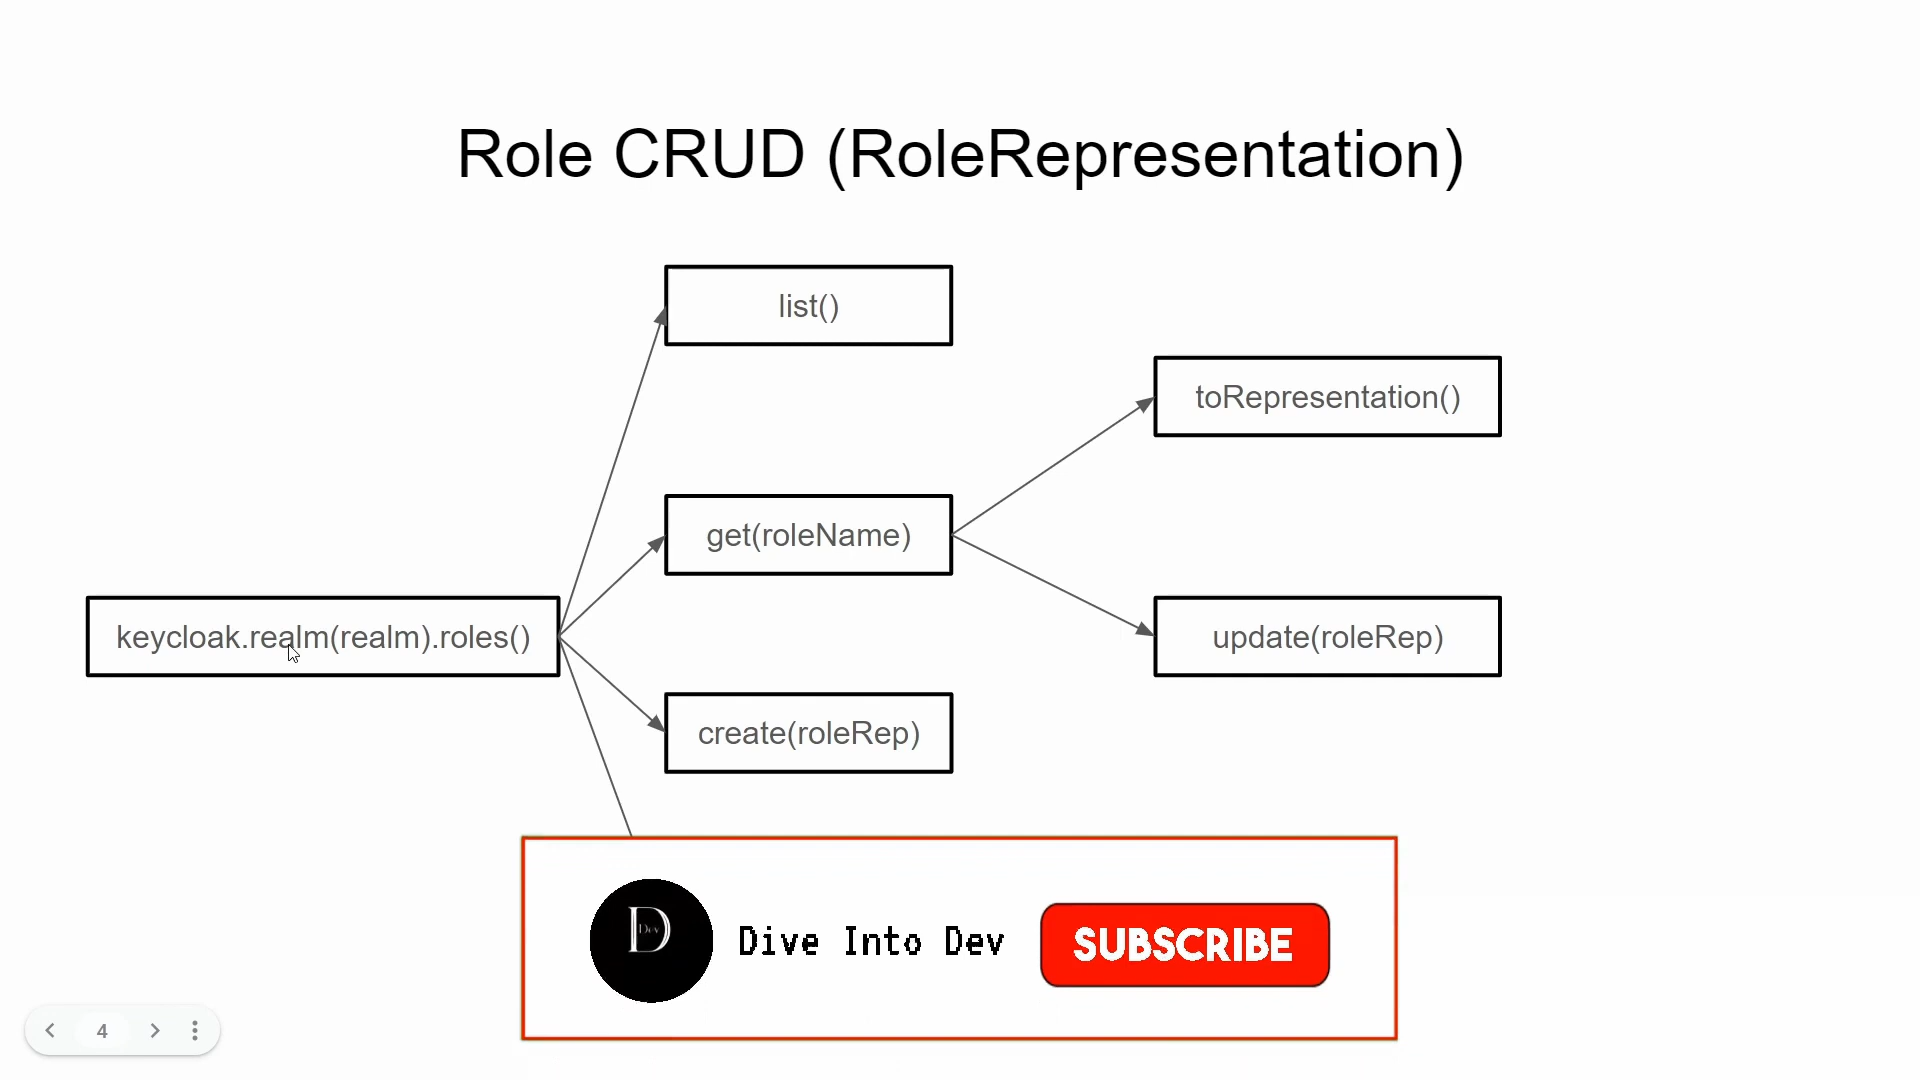 Role CRUD (RoleRepresentation)
list()
toRepresentation()
get(roleName)
keycloak.realm(realm).roles()
update(roleRep)
create(roleRep)
D
Dev
Dive Into Dev
SUBSCRIBE
4